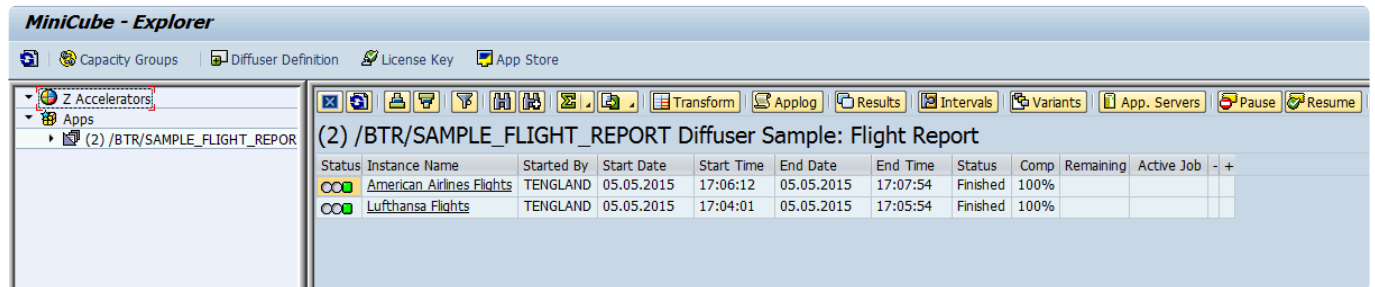 MiniCube - Explorer
Capacity Groups Diffuser Definition License Key App Store
Z Accelerators
Apps
(2) /BTR/SAMPLE_FLIGHT_REPOR
Transform Applog Results Intervals Variants App. Servers Pause Resume
(2) /BTR/SAMPLE_FLIGHT_REPORT Diffuser Sample: Flight Report
Status Instance Name Started By Start Date Start Time End Date End Time Status Comp Remaining Active Job - +
American Airlines Flights TENGLAND 05.05.2015 17:06:12 05.05.2015 17:07:54 Finished 100%
Lufthansa Flights TENGLAND 05.05.2015 17:04:01 05.05.2015 17:05:54 Finished 100%